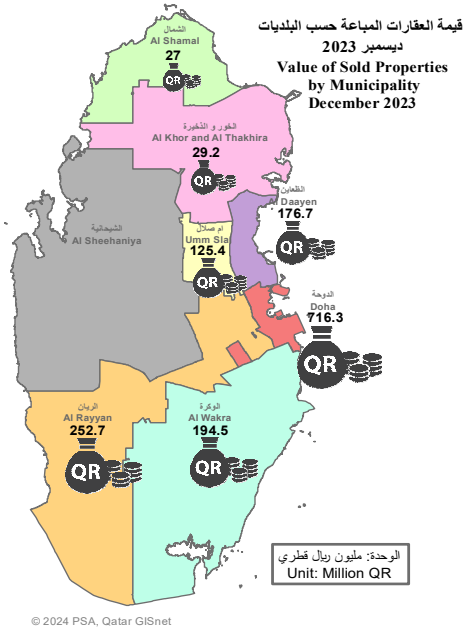 قيمة العقارات المباعة حسب البلديات
ديسمبر 2023
Value of Sold Properties
by Municipality
December 2023
الشمال
Al Shamal
27
QR
الخور و الذخيرة
Al Khor and Al Thakhira
29.2
QR
الظعاين
Al Daayen
176.7
QR
الشيحانية
Al Sheehaniya
ام صلال
Umm Sla
125.4
QR
الدوحة
Doha
716.3
QR
الريان
Al Rayyan
252.7
QR
الوكرة
Al Wakra
194.5
QR
الوحدة: مليون ريال قطري
Unit: Million QR
© 2024 PSA, Qatar GISnet